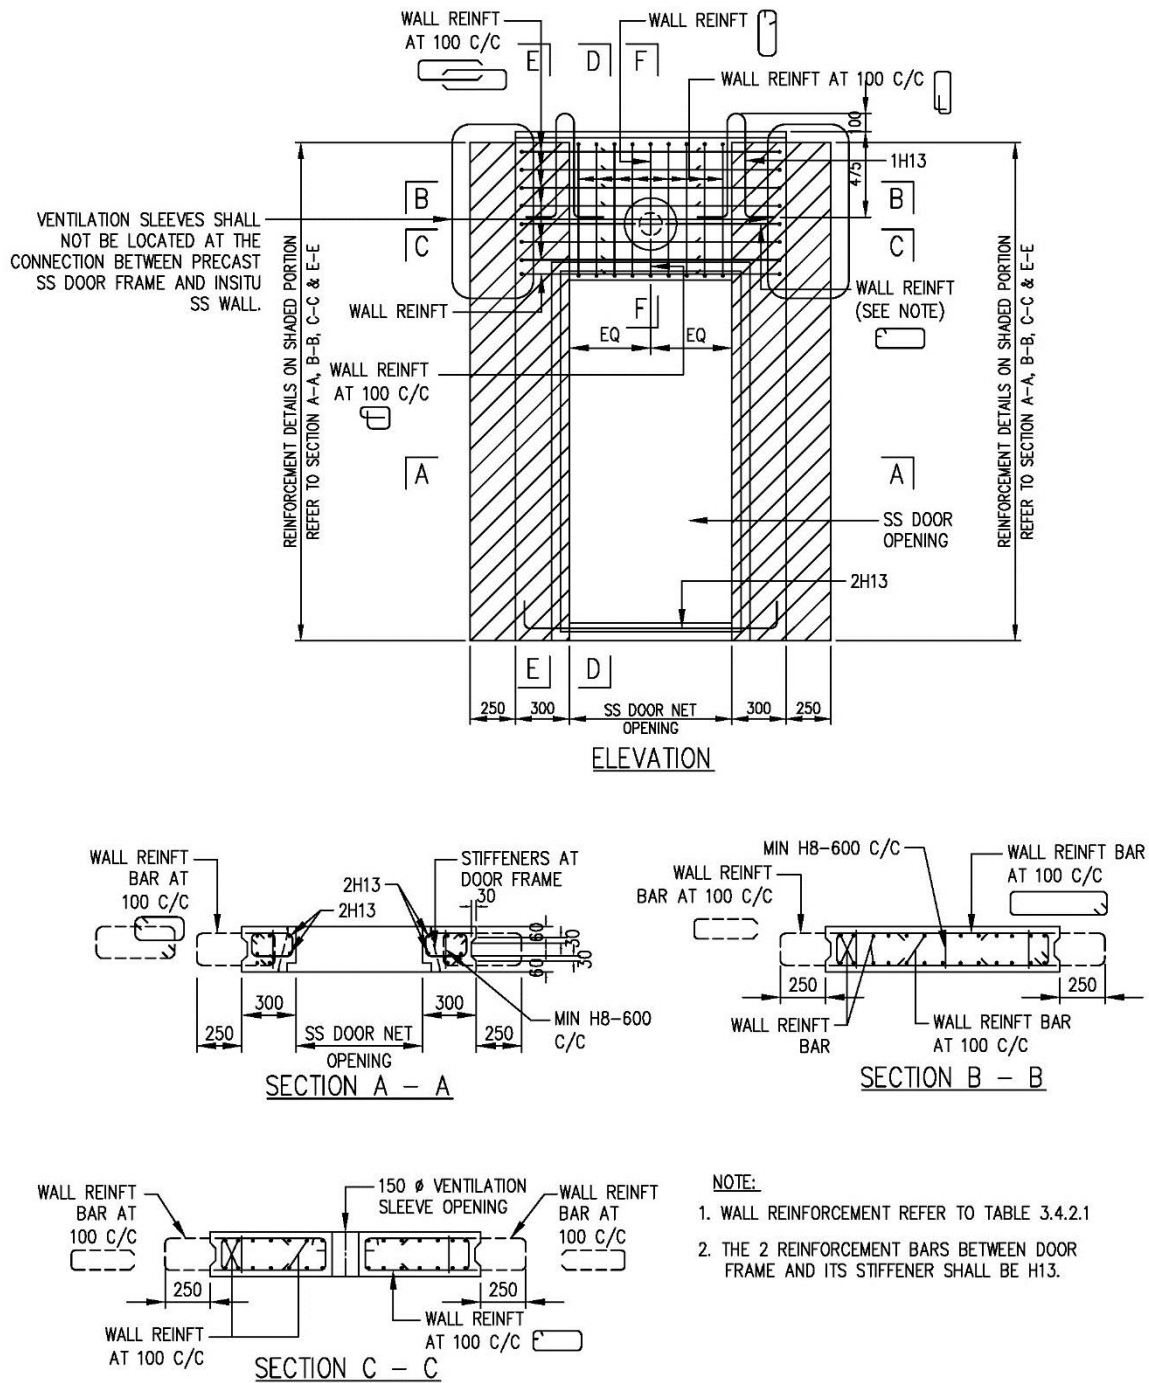 WALL REINFT
AT 100 C/C
WALL REINFT
E
D
F
WALL REINFT AT 100 C/C
100
475
1H13
B
B
C
C
VENTILATION SLEEVES SHALL
NOT BE LOCATED AT THE
CONNECTION BETWEEN PRECAST
SS DOOR FRAME AND INSITU
SS WALL.
REINFORCEMENT DETAILS ON SHADED PORTION
REFER TO SECTION A-A, B-B, C-C & E-E
REINFORCEMENT DETAILS ON SHADED PORTION
REFER TO SECTION A-A, B-B, C-C & E-E
WALL REINFT
WALL REINFT
(SEE NOTE)
F
EQ
EQ
WALL REINFT
AT 100 C/C
A
A
SS DOOR
OPENING
2H13
E
D
250
300
SS DOOR NET
OPENING
300
250
ELEVATION
WALL REINFT
BAR AT
100 C/C
2H13
2H13
STIFFENERS AT
DOOR FRAME
30
60
30
30
60
250
300
SS DOOR NET
OPENING
300
250
MIN H8-600
C/C
SECTION A - A
MIN H8-600 C/C
WALL REINFT
BAR AT 100 C/C
WALL REINFT BAR
AT 100 C/C
250
250
WALL REINFT
BAR
WALL REINFT BAR
AT 100 C/C
SECTION B - B
WALL REINFT
BAR AT
100 C/C
150 ø VENTILATION
SLEEVE OPENING
WALL REINFT
BAR AT
100 C/C
250
250
WALL REINFT
AT 100 C/C
WALL REINFT
AT 100 C/C
SECTION C - C
NOTE:
1. WALL REINFORCEMENT REFER TO TABLE 3.4.2.1
2. THE 2 REINFORCEMENT BARS BETWEEN DOOR
FRAME AND ITS STIFFENER SHALL BE H13.